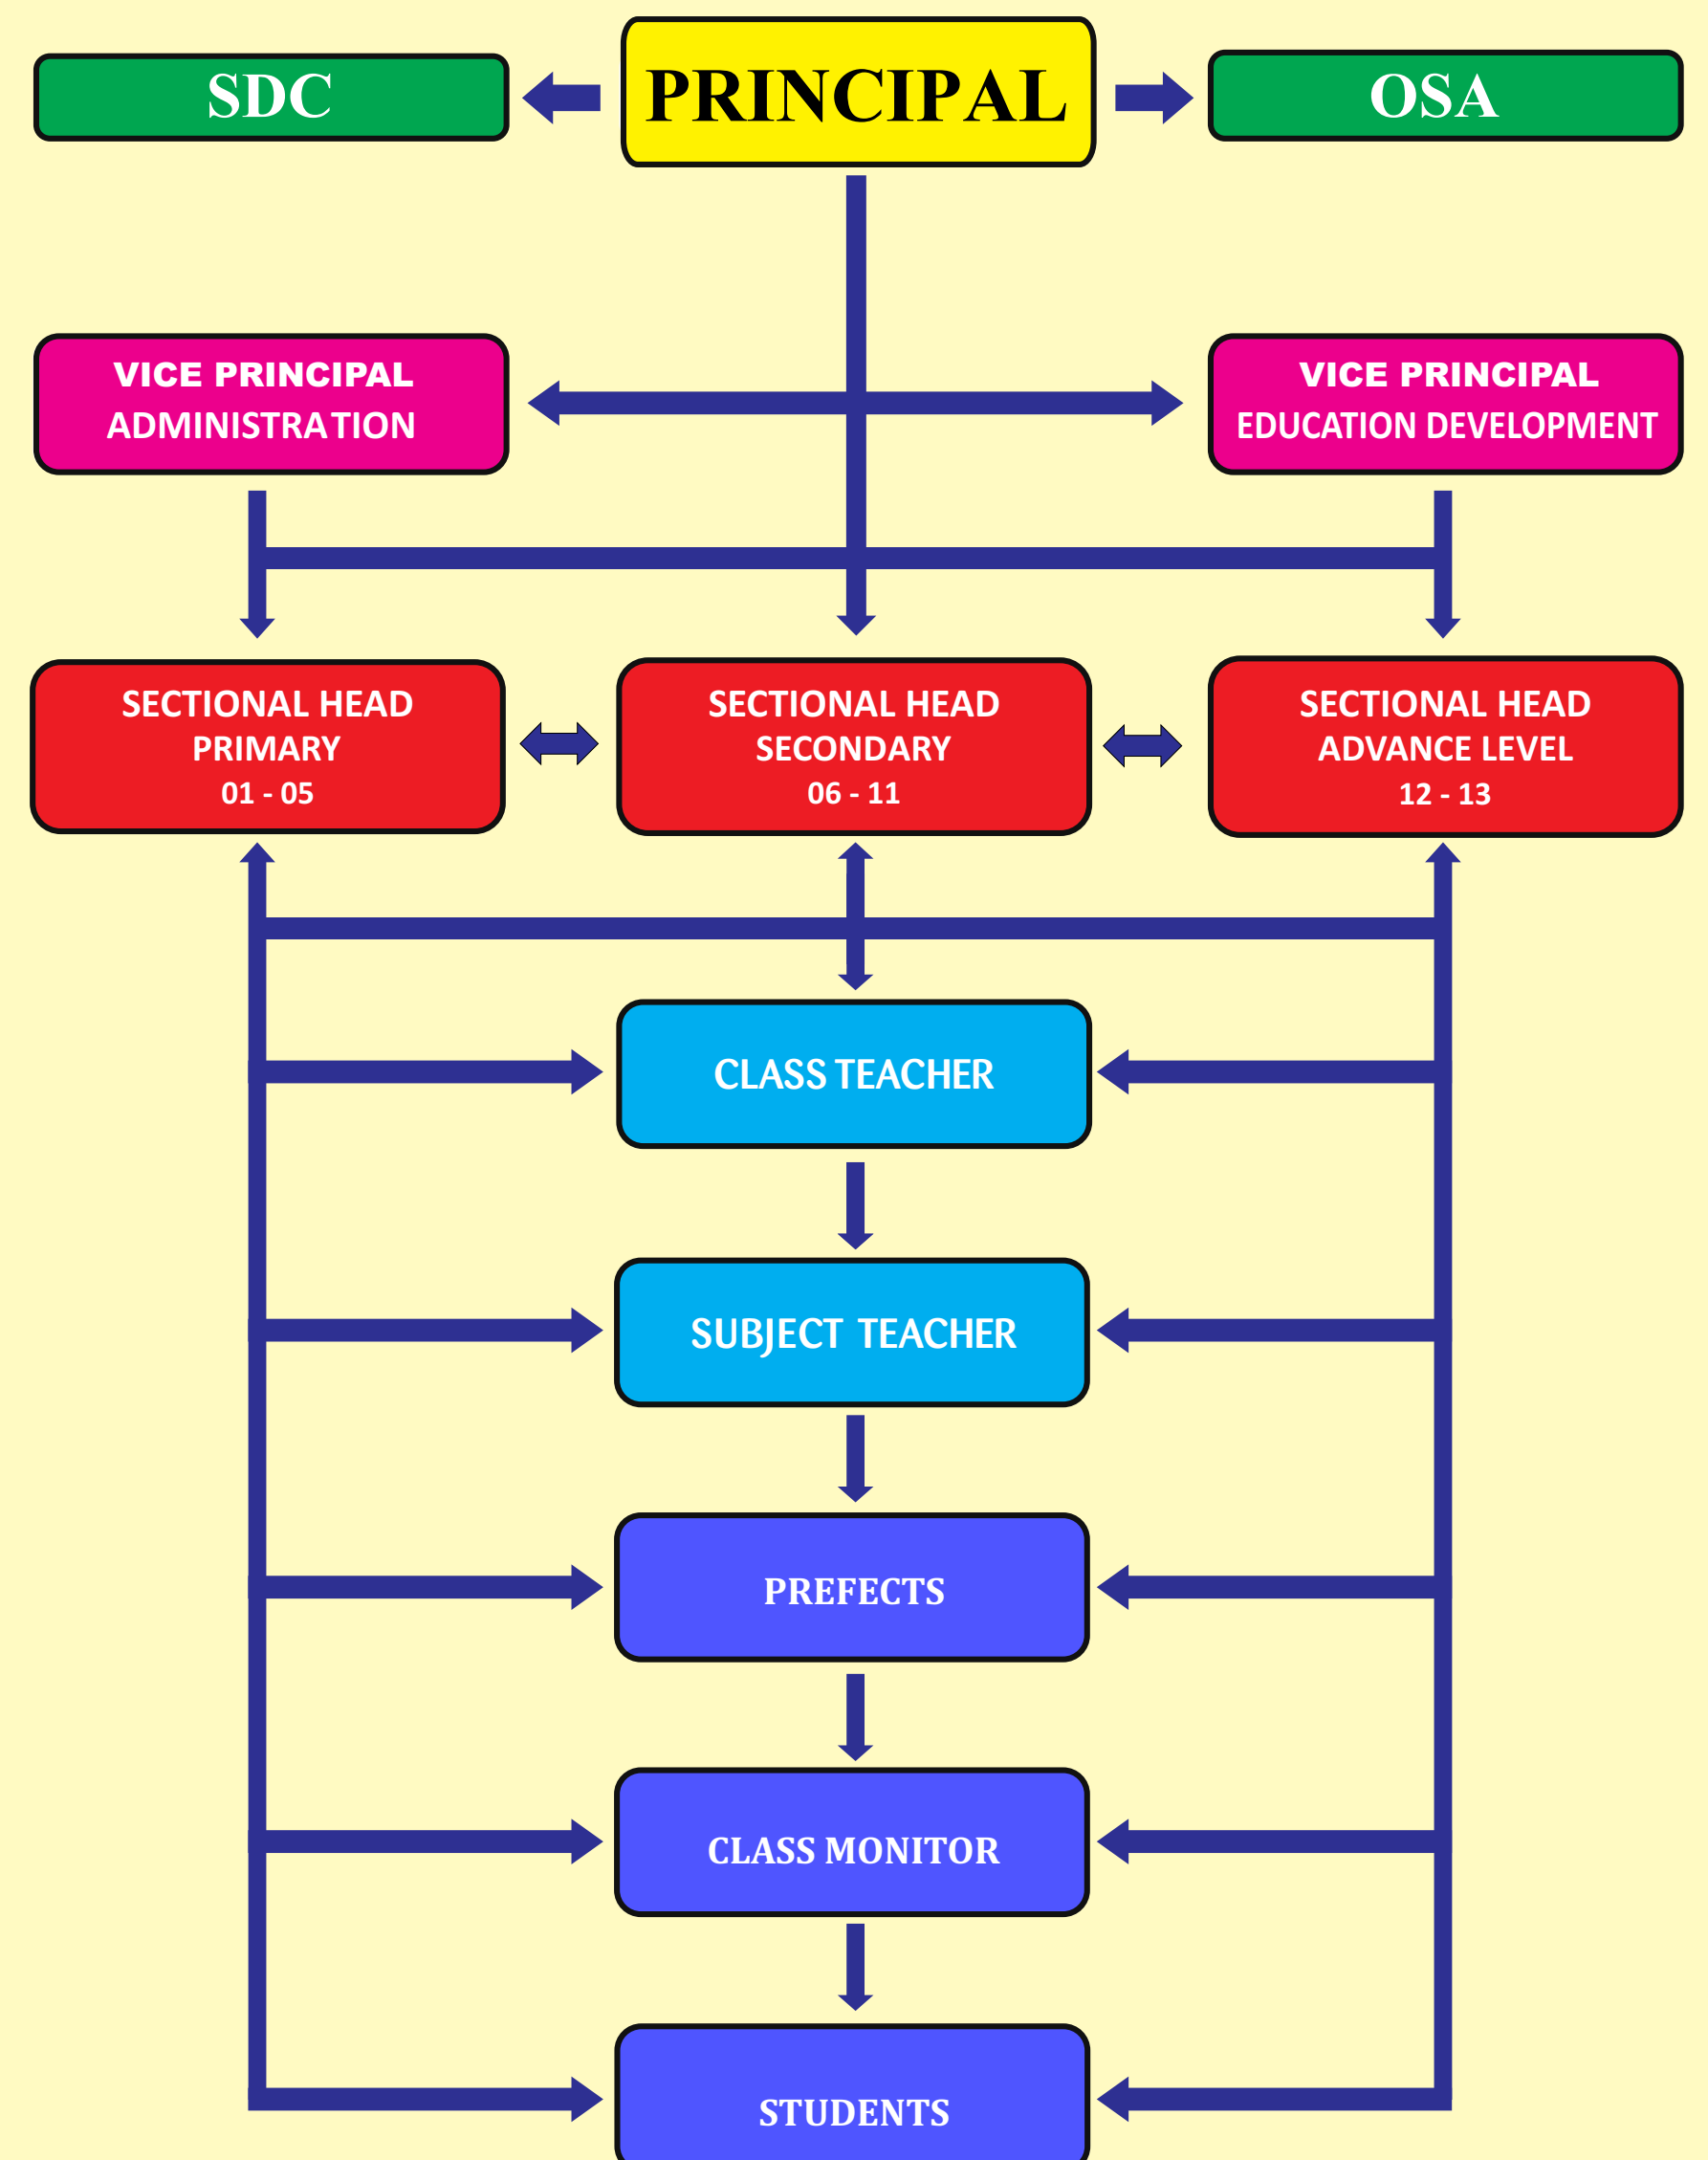 SDC
PRINCIPAL
OSA
VICE PRINCIPAL
ADMINISTRATION
VICE PRINCIPAL
EDUCATION DEVELOPMENT
SECTIONAL HEAD
PRIMARY
01 - 05
SECTIONAL HEAD
SECONDARY
06 - 11
SECTIONAL HEAD
ADVANCE LEVEL
12 - 13
CLASS TEACHER
SUBJECT TEACHER
PREFECTS
CLASS MONITOR
STUDENTS